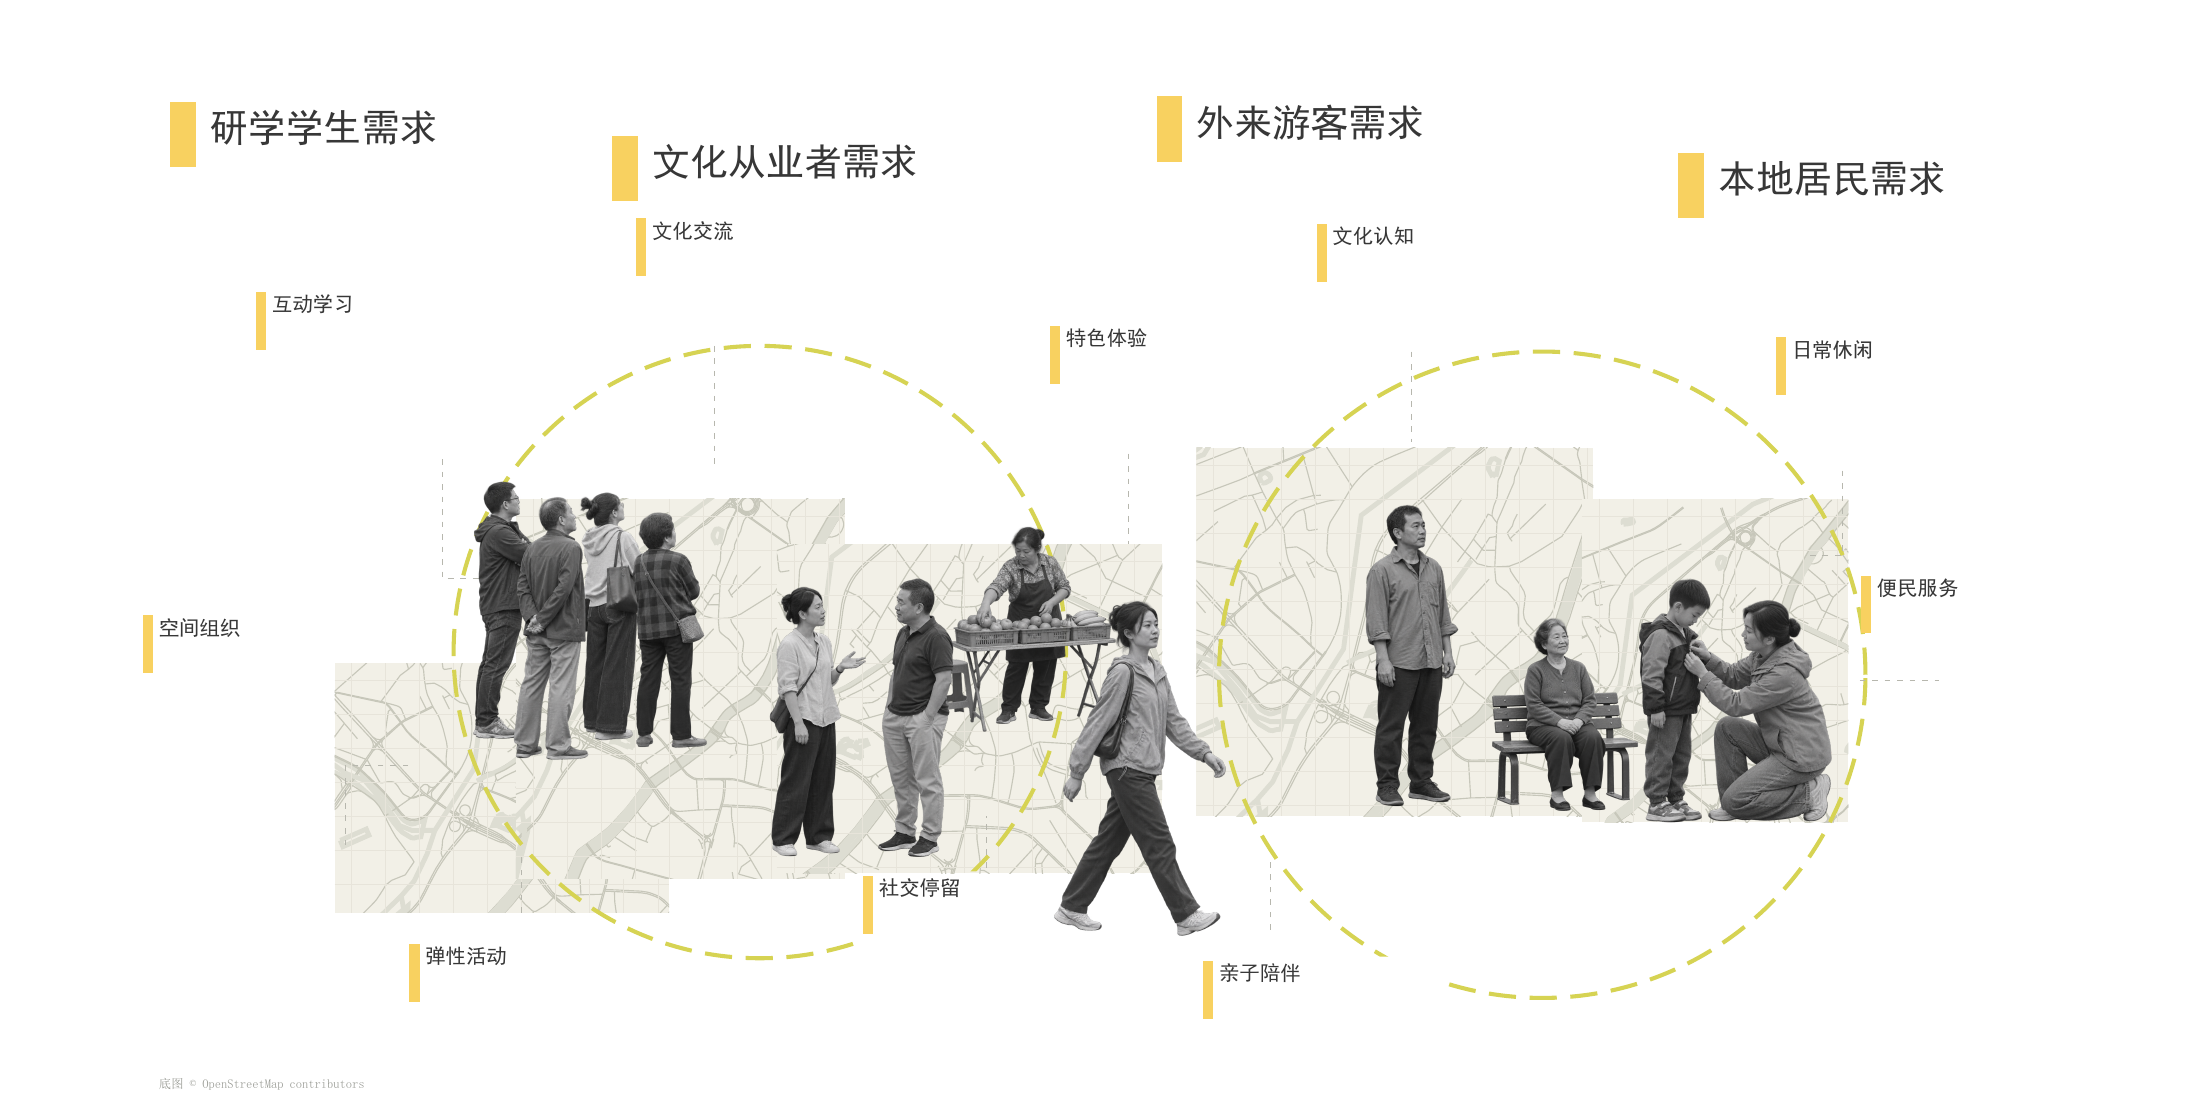 研学学生需求
文化从业者需求
外来游客需求
本地居民需求
文化交流
文化认知
互动学习
特色体验
日常休闲
便民服务
空间组织
社交停留
弹性活动
亲子陪伴
底图 © OpenStreetMap contributors